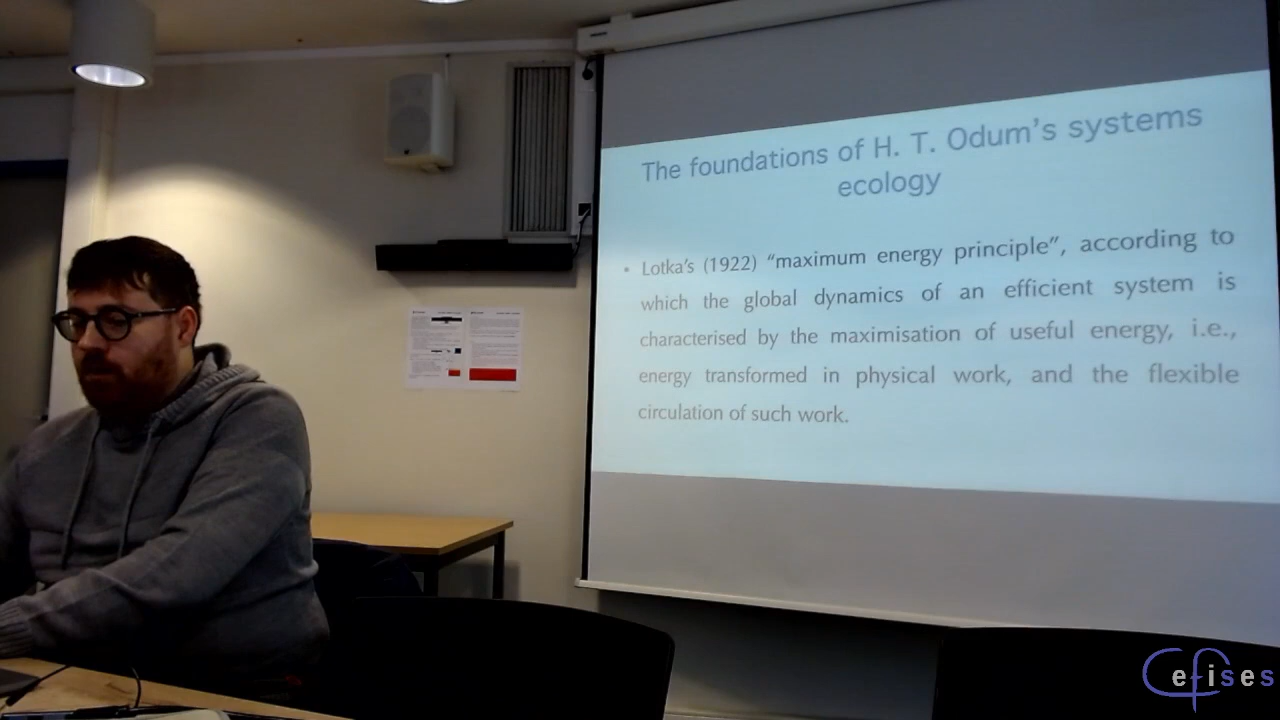 The foundations of H. T. Odum's systems
ecology
• Lotka's (1922) "maximum energy principle", according to
which the global dynamics of an efficient system is
characterised by the maximisation of useful energy, i.e.,
energy transformed in physical work, and the flexible
circulation of such work.
Cefises